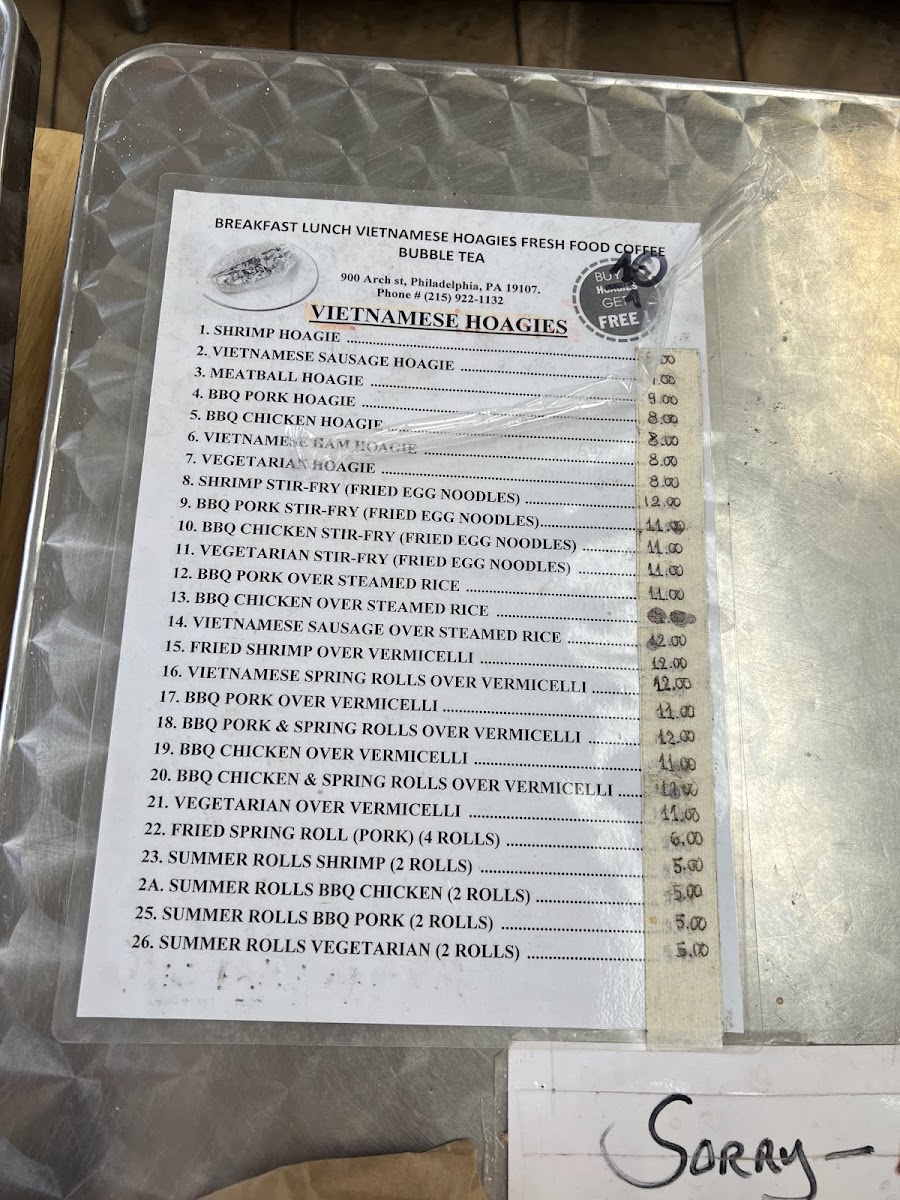 BREAKFAST LUNCH VIETNAMESE HOAGIES FRESH FOOD COFFEE
BUBBLE TEA
900 Arch st, Philadelphia, PA 19107.
Phone # (215) 922-1132
BUY 10
HOAGIES
GET 1
FREE
VIETNAMESE HOAGIES
1. SHRIMP HOAGIE
2. VIETNAMESE SAUSAGE HOAGIE
3. MEATBALL HOAGIE 9.00
4. BBQ PORK HOAGIE 8.00
5. BBQ CHICKEN HOAGIE 8.00
6. VIETNAMESE HAM HOAGIE 8.00
7. VEGETARIAN HOAGIE 8.00
8. SHRIMP STIR-FRY (FRIED EGG NOODLES) 12.00
9. BBQ PORK STIR-FRY (FRIED EGG NOODLES) 11.00
10. BBQ CHICKEN STIR-FRY (FRIED EGG NOODLES) 11.00
11. VEGETARIAN STIR-FRY (FRIED EGG NOODLES) 11.00
12. BBQ PORK OVER STEAMED RICE 11.00
13. BBQ CHICKEN OVER STEAMED RICE
14. VIETNAMESE SAUSAGE OVER STEAMED RICE 12.00
15. FRIED SHRIMP OVER VERMICELLI 12.00
16. VIETNAMESE SPRING ROLLS OVER VERMICELLI 12.00
17. BBQ PORK OVER VERMICELLI 11.00
18. BBQ PORK & SPRING ROLLS OVER VERMICELLI 12.00
19. BBQ CHICKEN OVER VERMICELLI 11.00
20. BBQ CHICKEN & SPRING ROLLS OVER VERMICELLI 12.00
21. VEGETARIAN OVER VERMICELLI 11.00
22. FRIED SPRING ROLL (PORK) (4 ROLLS) 6.00
23. SUMMER ROLLS SHRIMP (2 ROLLS) 5.00
2A. SUMMER ROLLS BBQ CHICKEN (2 ROLLS) 5.00
25. SUMMER ROLLS BBQ PORK (2 ROLLS) 5.00
26. SUMMER ROLLS VEGETARIAN (2 ROLLS) 5.00
SORRY —